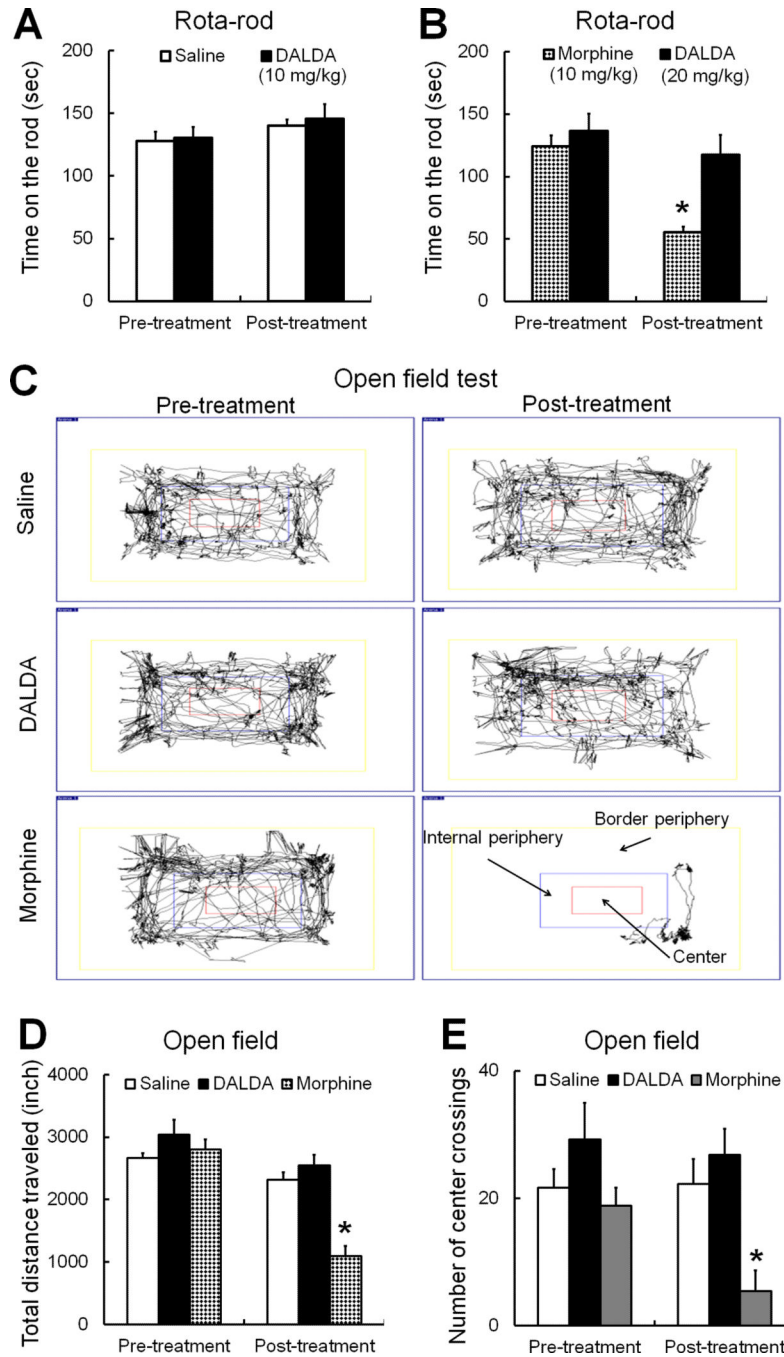 A
Rota-rod
Time on the rod (sec)
200
150
100
50
0
Saline
DALDA
(10 mg/kg)
Pre-treatment
Post-treatment
B
Rota-rod
Time on the rod (sec)
200
150
100
50
0
Morphine
(10 mg/kg)
DALDA
(20 mg/kg)
*
Pre-treatment
Post-treatment
C
Open field test
Pre-treatment
Post-treatment
Saline
DALDA
Morphine
Border periphery
Internal periphery
Center
D
Open field
Total distance traveled (inch)
4000
3000
2000
1000
0
Saline
DALDA
Morphine
*
Pre-treatment
Post-treatment
E
Open field
Number of center crossings
40
20
0
Saline
DALDA
Morphine
*
Pre-treatment
Post-treatment